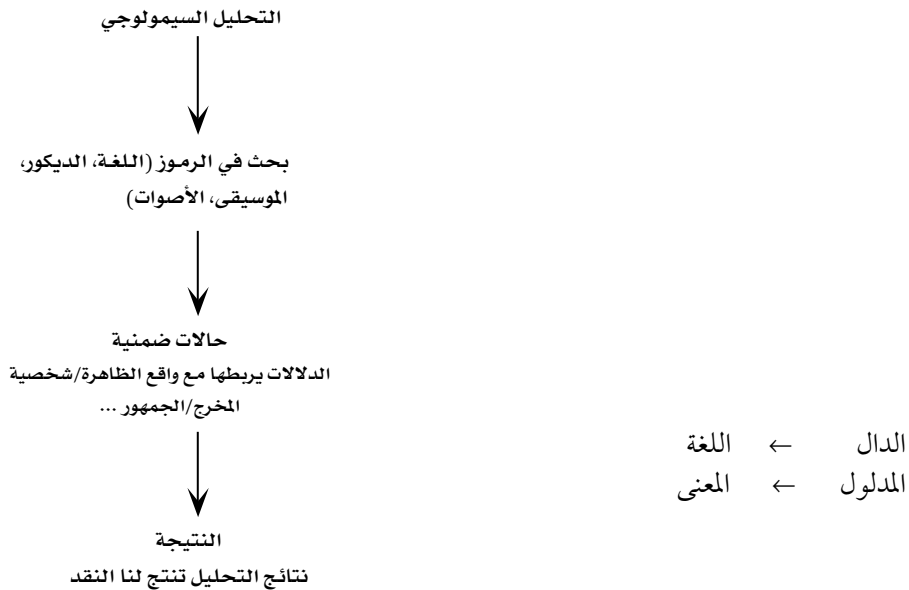 التحليل السيمولوجي
بحث في الرموز (اللغة، الديكور،
الموسيقى، الأصوات)
حالات ضمنية
الدلالات يربطها مع واقع الظاهرة/شخصية
المخرج/الجمهور ...
الدال ← اللغة
المدلول ← المعنى
النتيجة
نتائج التحليل تنتج لنا النقد